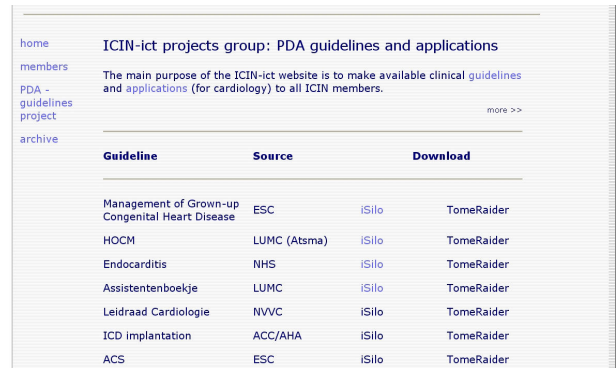 home
members
PDA -
guidelines
project
archive
ICIN-ict projects group: PDA guidelines and applications
The main purpose of the ICIN-ict website is to make available clinical guidelines
and applications (for cardiology) to all ICIN members.
more >>
Guideline Source Download
Management of Grown-up
Congenital Heart Disease ESC iSilo TomeRaider
HOCM LUMC (Atsma) iSilo TomeRaider
Endocarditis NHS iSilo TomeRaider
Assistentenboekje LUMC iSilo TomeRaider
Leidraad Cardiologie NVVC iSilo TomeRaider
ICD implantation ACC/AHA iSilo TomeRaider
ACS ESC iSilo TomeRaider